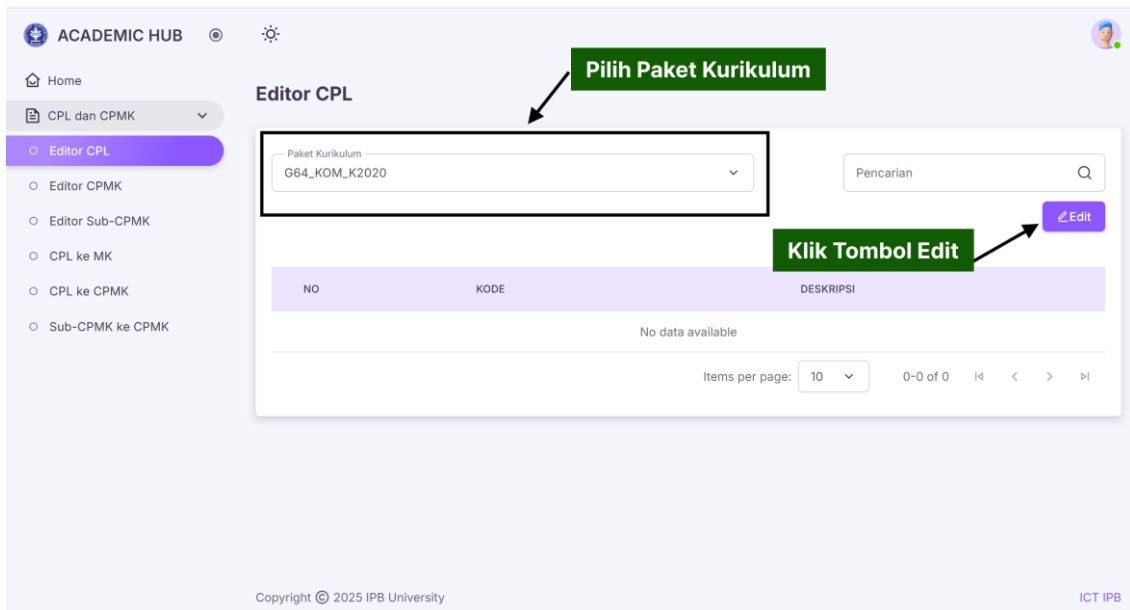 ACADEMIC HUB
Home
CPL dan CPMK
Editor CPL
Editor CPMK
Editor Sub-CPMK
CPL ke MK
CPL ke CPMK
Sub-CPMK ke CPMK
Pilih Paket Kurikulum
Editor CPL
Paket Kurikulum
G64_KOM_K2020
Pencarian
Edit
Klik Tombol Edit
NO KODE DESKRIPSI
No data available
Items per page: 10 0-0 of 0
Copyright © 2025 IPB University
ICT IPB